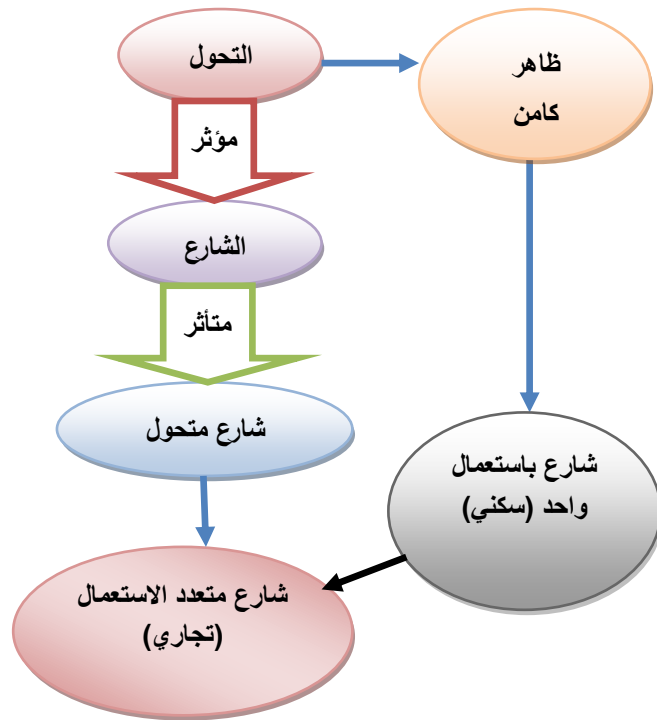 التحول
ظاهر
كامن
مؤثر
الشارع
متأثر
شارع متحول
شارع باستعمال
واحد (سكني)
شارع متعدد الاستعمال
(تجاري)